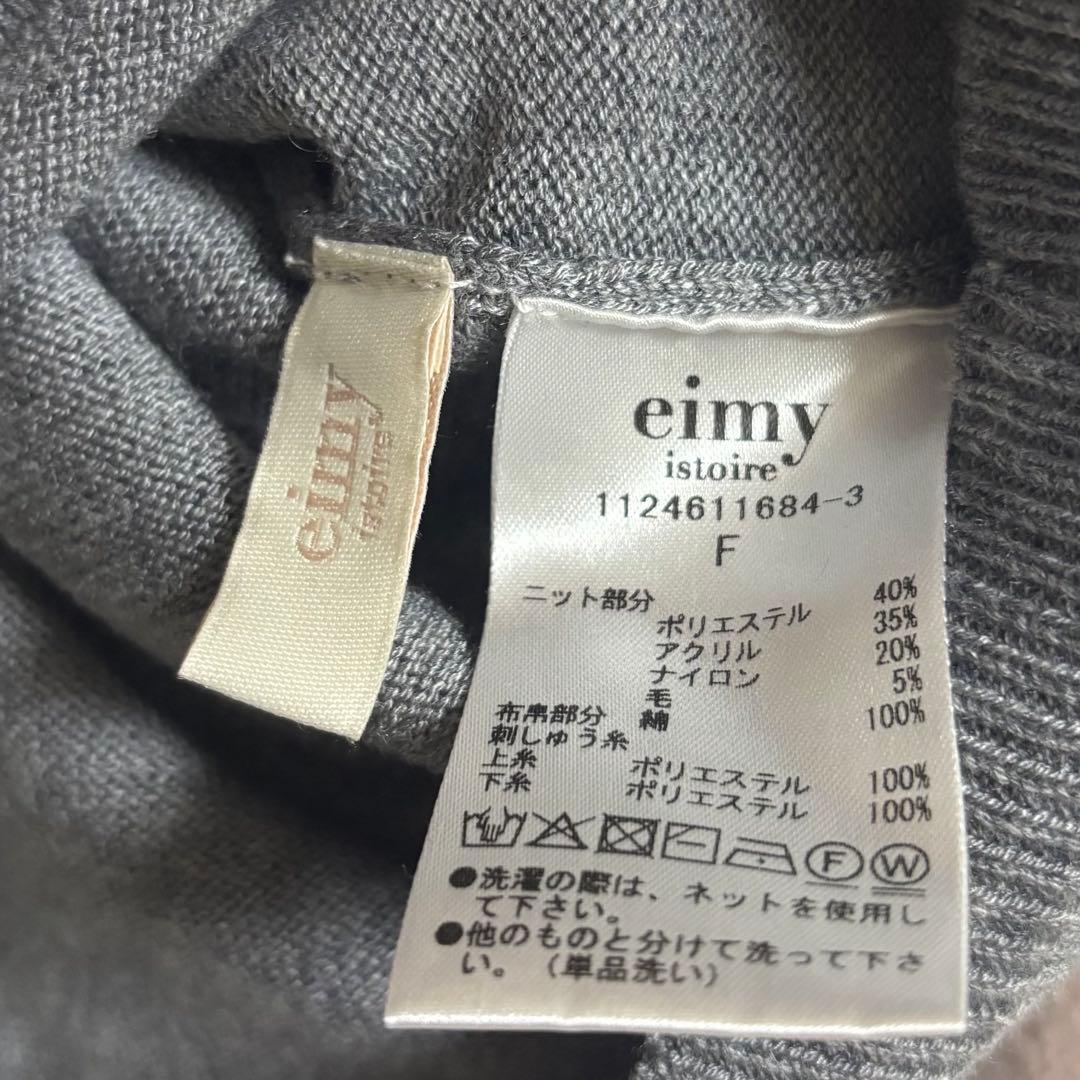 eimy
istoire
eimy
istoire
1124611684-3
F
ニット部分
ポリエステル 40%
アクリル 35%
ナイロン 20%
毛 5%
布帛部分 綿 100%
刺しゅう糸
上糸 ポリエステル 100%
下糸 ポリエステル 100%
F W
●洗濯の際は、ネットを使用し
て下さい。
●他のものと分けて洗って下さ
い。(単品洗い)